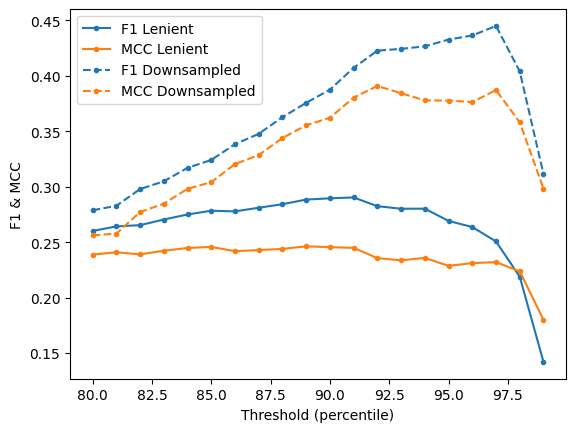 F1 Lenient
MCC Lenient
F1 Downsampled
MCC Downsampled
0.45
0.40
0.35
0.30
0.25
0.20
0.15
F1 & MCC
80.0 82.5 85.0 87.5 90.0 92.5 95.0 97.5
Threshold (percentile)